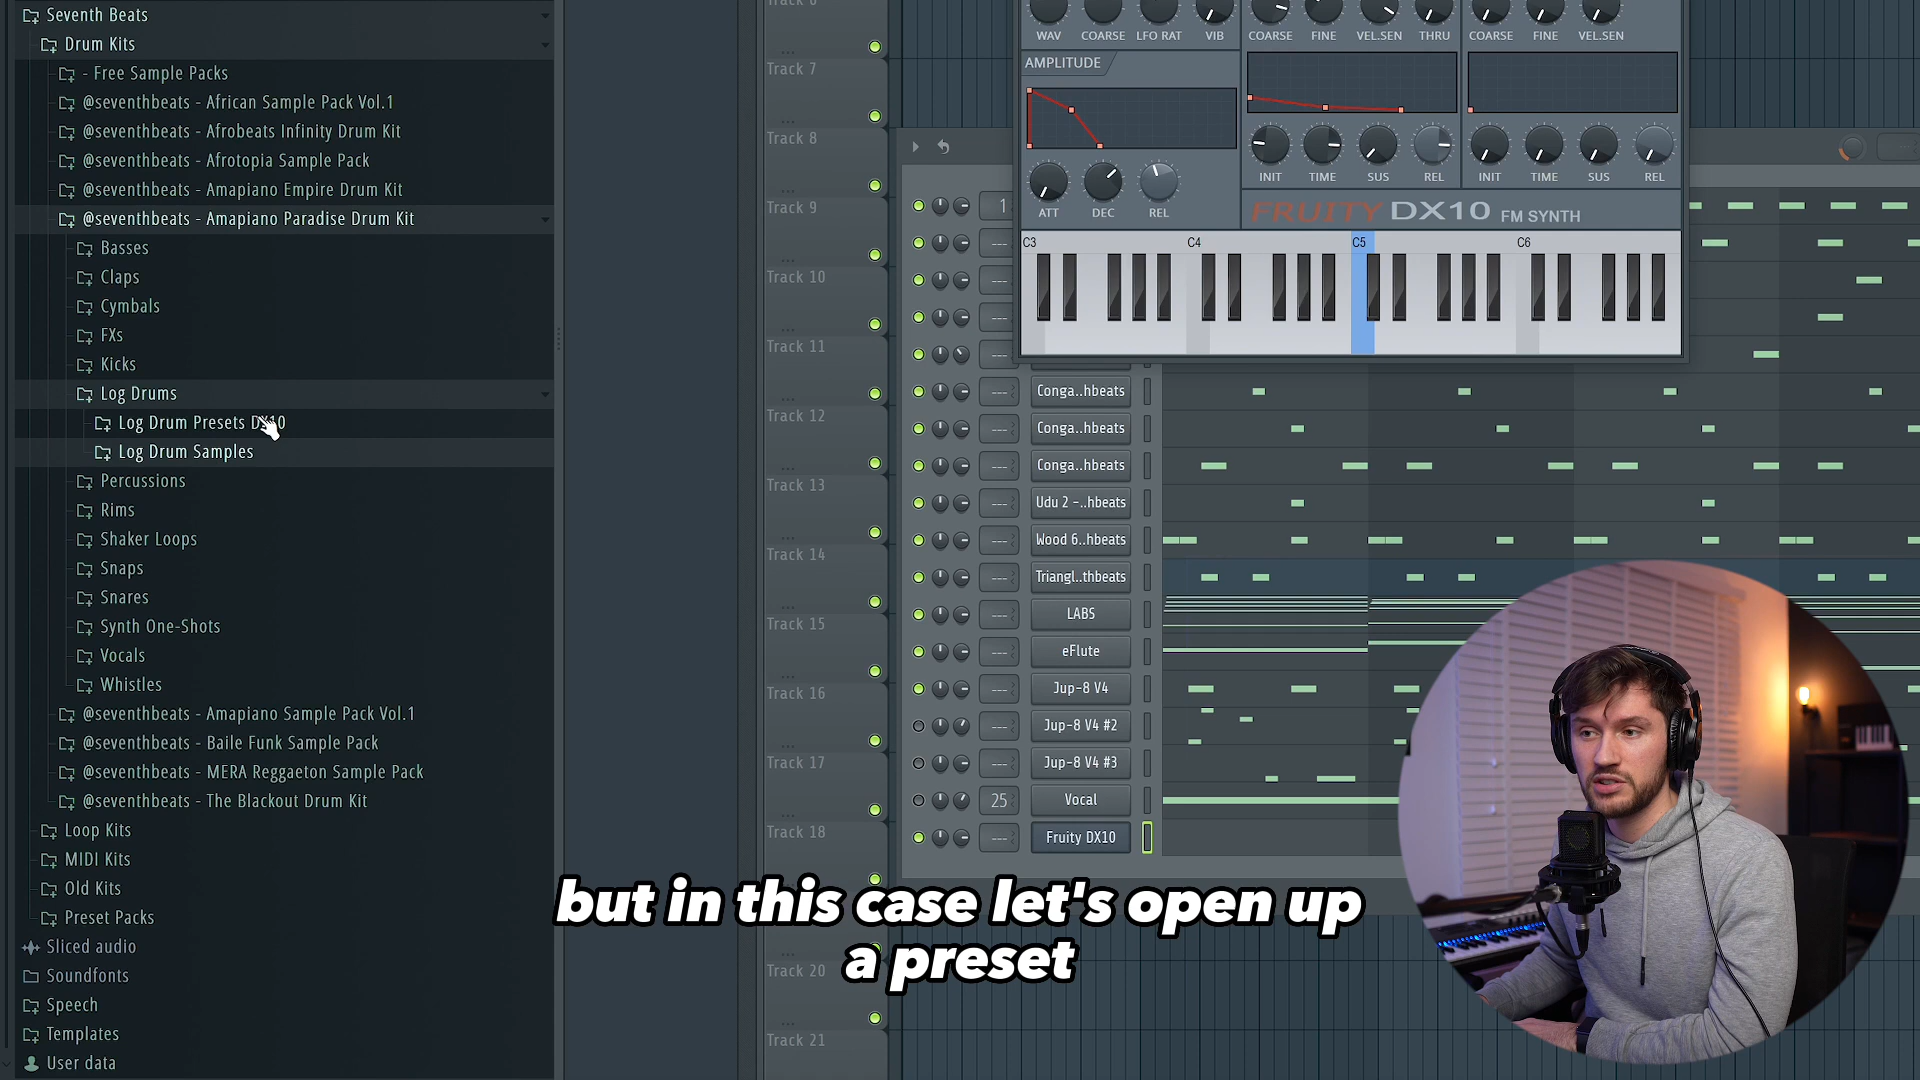 Seventh Beats
Drum Kits
- Free Sample Packs
@seventhbeats - African Sample Pack Vol.1
@seventhbeats - Afrobeats Infinity Drum Kit
@seventhbeats - Afrotopia Sample Pack
@seventhbeats - Amapiano Empire Drum Kit
@seventhbeats - Amapiano Paradise Drum Kit
Basses
Claps
Cymbals
FXs
Kicks
Log Drums
Log Drum Presets DX10
Log Drum Samples
Percussions
Rims
Shaker Loops
Snaps
Snares
Synth One-Shots
Vocals
Whistles
@seventhbeats - Amapiano Sample Pack Vol.1
@seventhbeats - Baile Funk Sample Pack
@seventhbeats - MERA Reggaeton Sample Pack
@seventhbeats - The Blackout Drum Kit
Loop Kits
MIDI Kits
Old Kits
Preset Packs
Sliced audio
Soundfonts
Speech
Templates
User data
Track 7
Track 8
Track 9
Track 10
Track 11
Track 12
Track 13
Track 14
Track 15
Track 16
Track 17
Track 18
Track 20
Track 21
WAV COARSE LFO RAT VIB COARSE FINE VEL.SEN THRU COARSE FINE VEL.SEN
AMPLITUDE
INIT TIME SUS REL INIT TIME SUS REL
ATT DEC REL
FRUITY DX10 FM SYNTH
C3 C4 C5 C6
1
Conga..hbeats
Conga..hbeats
Conga..hbeats
Udu 2 -..hbeats
Wood 6..hbeats
Triangl..thbeats
LABS
eFlute
Jup-8 V4
Jup-8 V4 #2
Jup-8 V4 #3
25 Vocal
Fruity DX10
but in this case let's open up
a preset